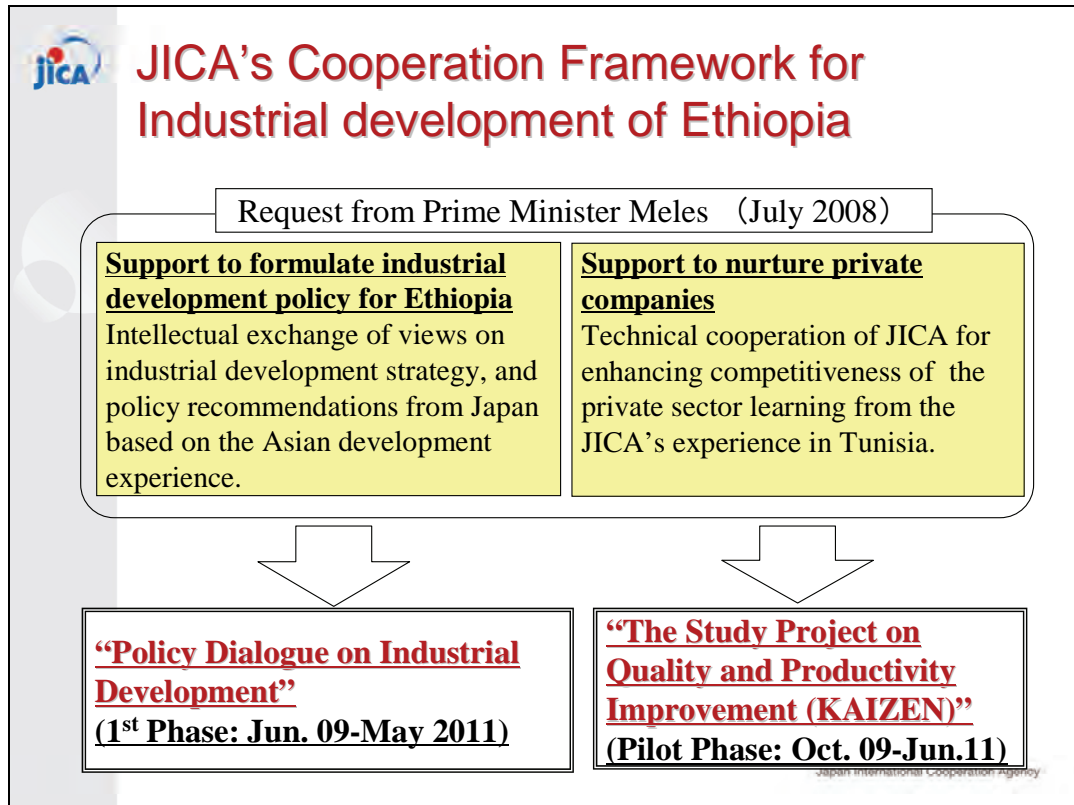 jica
JICA’s Cooperation Framework for
Industrial development of Ethiopia
Request from Prime Minister Meles （July 2008）
Support to formulate industrial
development policy for Ethiopia
Intellectual exchange of views on
industrial development strategy, and
policy recommendations from Japan
based on the Asian development
experience.
Support to nurture private
companies
Technical cooperation of JICA for
enhancing competitiveness of the
private sector learning from the
JICA’s experience in Tunisia.
“Policy Dialogue on Industrial
Development”
(1st Phase: Jun. 09-May 2011)
“The Study Project on
Quality and Productivity
Improvement (KAIZEN)”
(Pilot Phase: Oct. 09-Jun.11)
Japan International Cooperation Agency